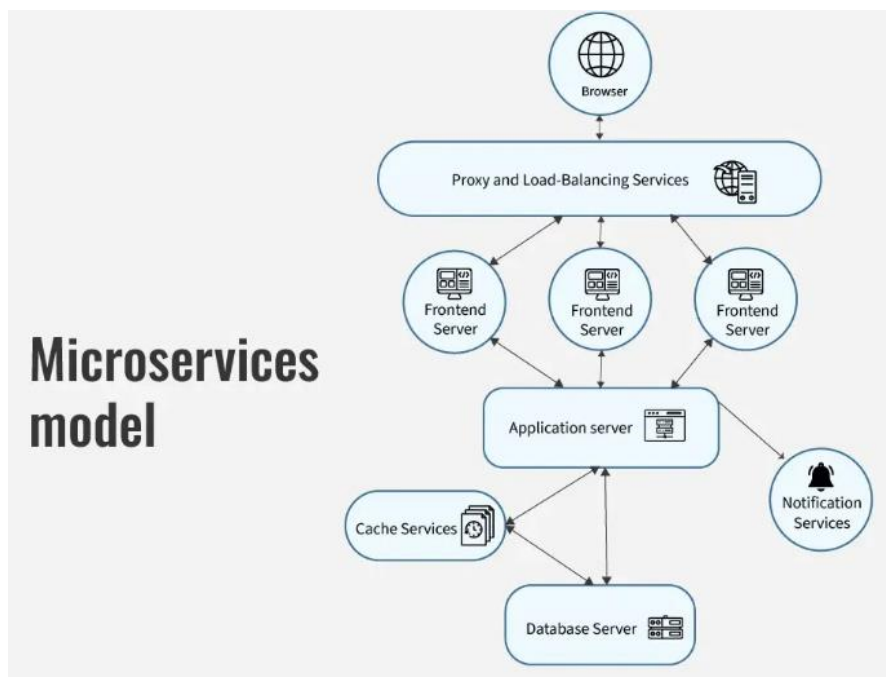 Browser
Proxy and Load-Balancing Services
Frontend
Server
Frontend
Server
Frontend
Server
Microservices
model
Application server
Notification
Services
Cache Services
Database Server